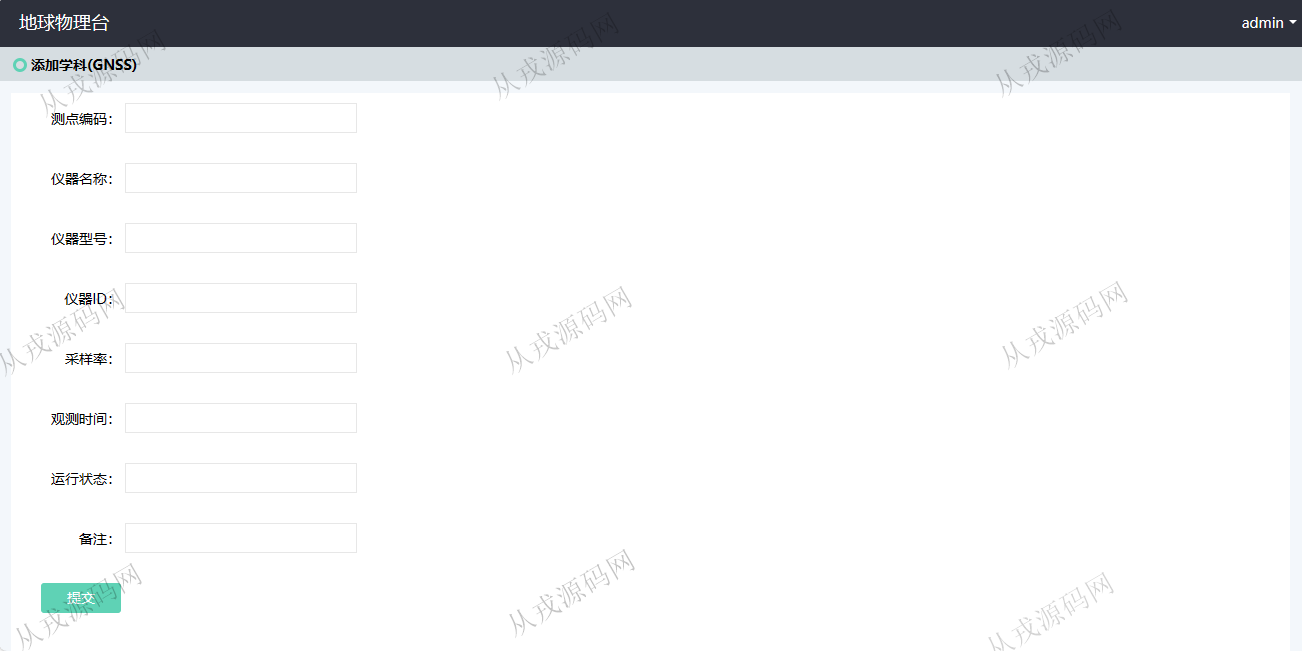 地球物理台 admin
添加学科(GNSS)
测点编码：
仪器名称：
仪器型号：
仪器ID：
采样率：
观测时间：
运行状态：
备注：
提交
从戎源码网
从戎源码网
从戎源码网
从戎源码网
从戎源码网
从戎源码网
从戎源码网
从戎源码网
从戎源码网